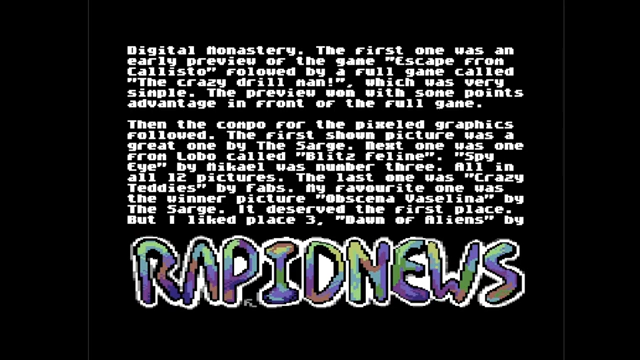 Digital Monastery. The first one was an
early preview of the game "Escape from
Callisto" folowed by a full game called
"The crazy drill man!", which was very
simple. The preview won with some points
advantage in front of the full game.
Then the compo for the pixeled graphics
followed. The first shown picture was a
great one by The Sarge. Next one was one
from Lobo called "Blitz Feline". "Spy
Eye" by Mikael was number three. All in
all 12 pictures. The last one was "Crazy
Teddies" by fabs. My favourite one was
the winner picture "Obscena Vaselina" by
The Sarge. It deserved the first place.
But I liked place 3, "Dawn of Aliens" by
RAPIDNEWS